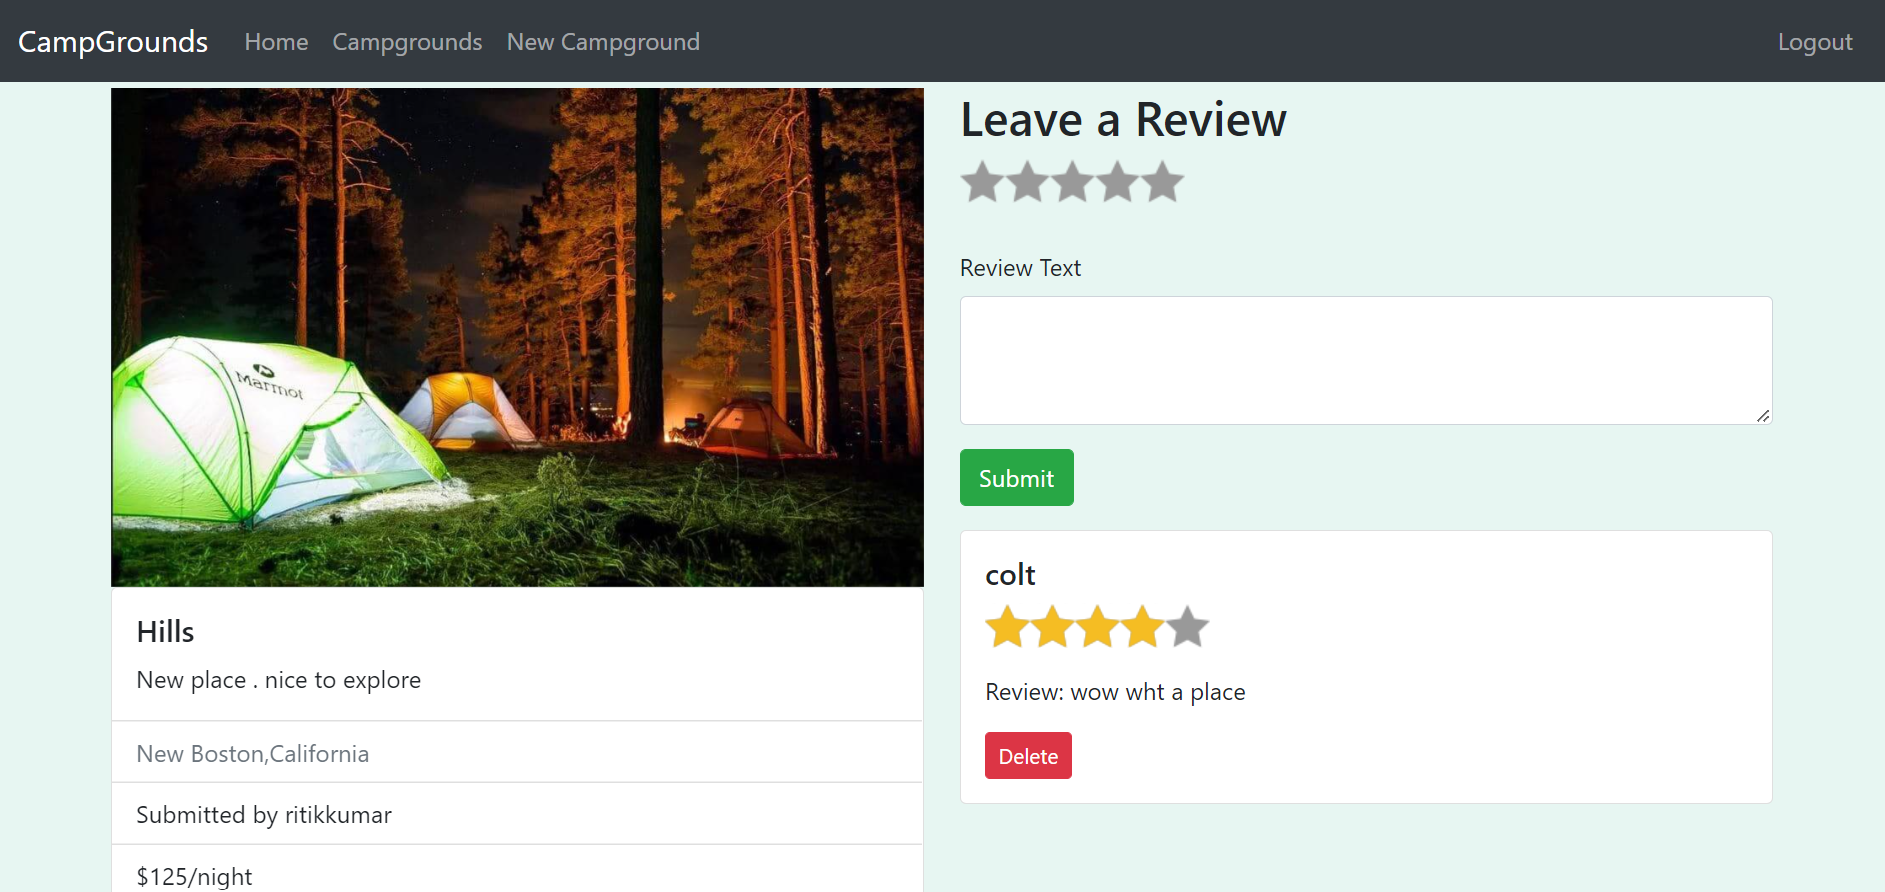 CampGrounds Home Campgrounds New Campground Logout
Marmot
Hills
New place . nice to explore
New Boston,California
Submitted by ritikkumar
$125/night
Leave a Review
Review Text
Submit
colt
Review: wow wht a place
Delete